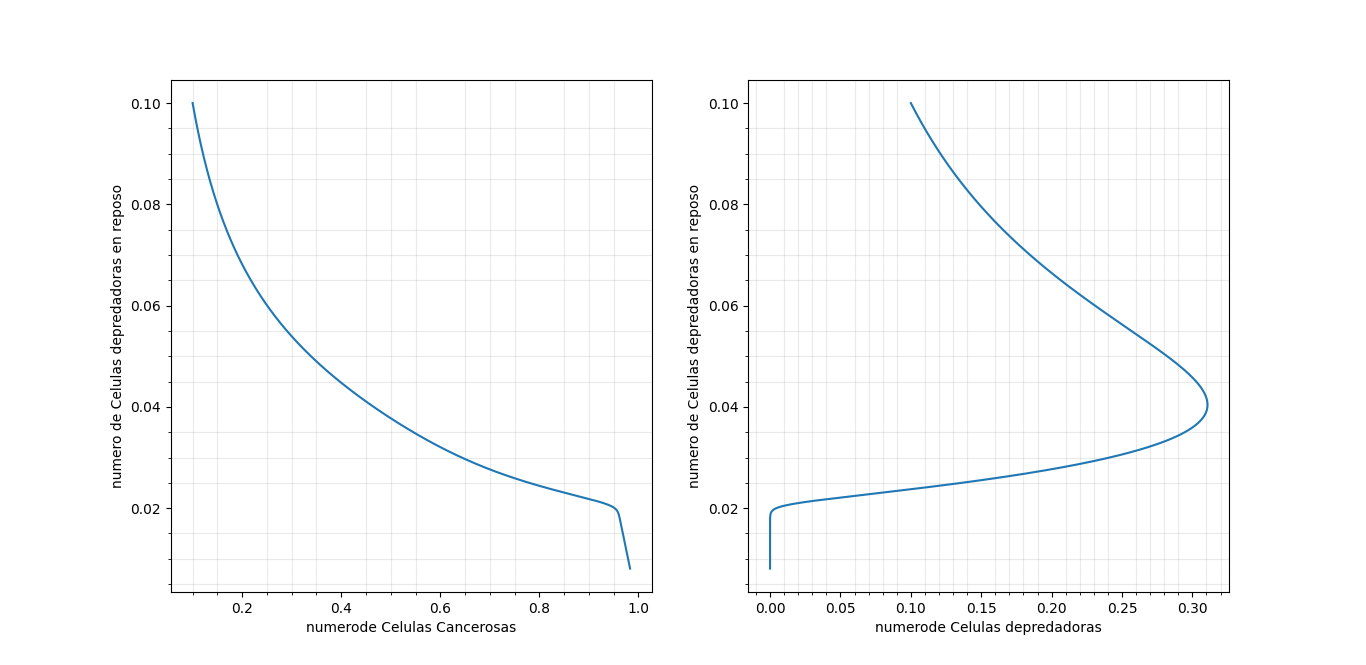 numero de Celulas depredadoras en reposo
0.10
0.08
0.06
0.04
0.02
0.2 0.4 0.6 0.8 1.0
numerode Celulas Cancerosas
numero de Celulas depredadoras en reposo
0.10
0.08
0.06
0.04
0.02
0.00 0.05 0.10 0.15 0.20 0.25 0.30
numerode Celulas depredadoras